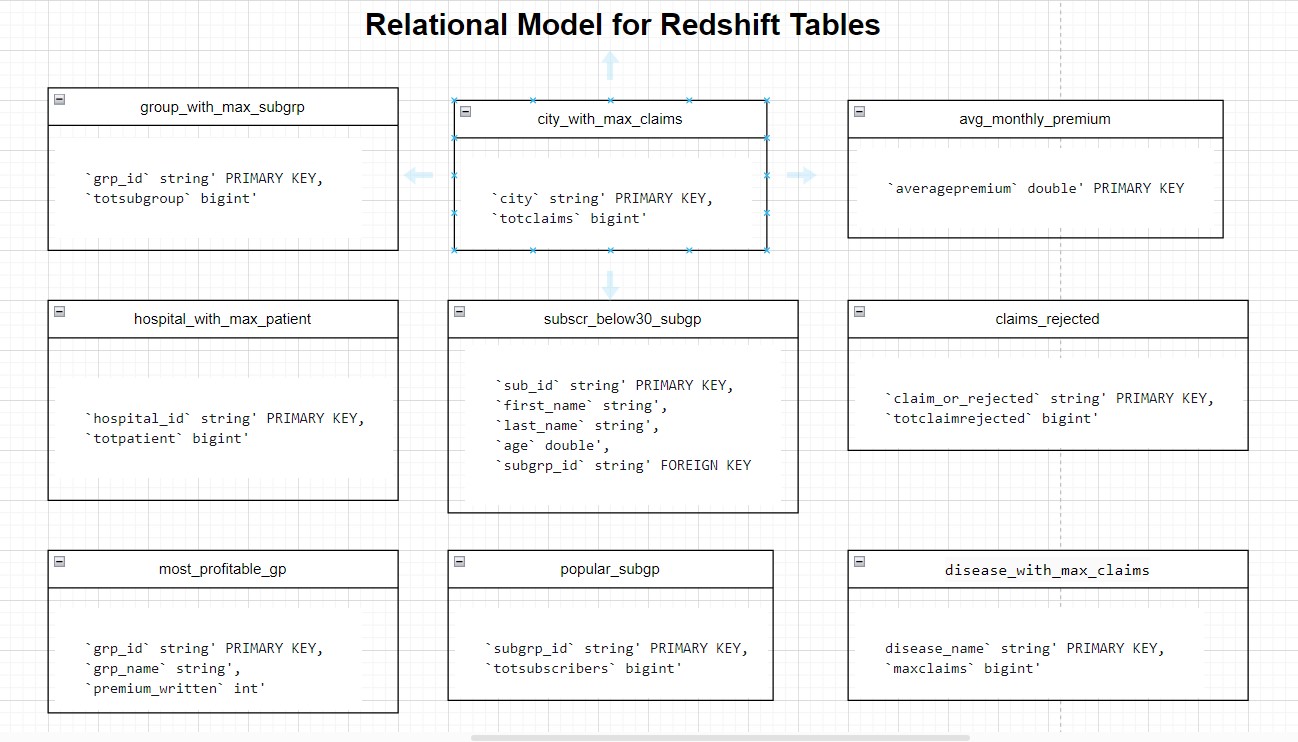 Relational Model for Redshift Tables
group_with_max_subgrp
`grp_id` string' PRIMARY KEY,
`totsubgroup` bigint'
city_with_max_claims
`city` string' PRIMARY KEY,
`totclaims` bigint'
avg_monthly_premium
`averagepremium` double' PRIMARY KEY
hospital_with_max_patient
`hospital_id` string' PRIMARY KEY,
`totpatient` bigint'
subscr_below30_subgp
`sub_id` string' PRIMARY KEY,
`first_name` string',
`last_name` string',
`age` double',
`subgrp_id` string' FOREIGN KEY
claims_rejected
`claim_or_rejected` string' PRIMARY KEY,
`totclaimrejected` bigint'
most_profitable_gp
`grp_id` string' PRIMARY KEY,
`grp_name` string',
`premium_written` int'
popular_subgp
`subgrp_id` string' PRIMARY KEY,
`totsubscribers` bigint'
disease_with_max_claims
disease_name` string' PRIMARY KEY,
`maxclaims` bigint'